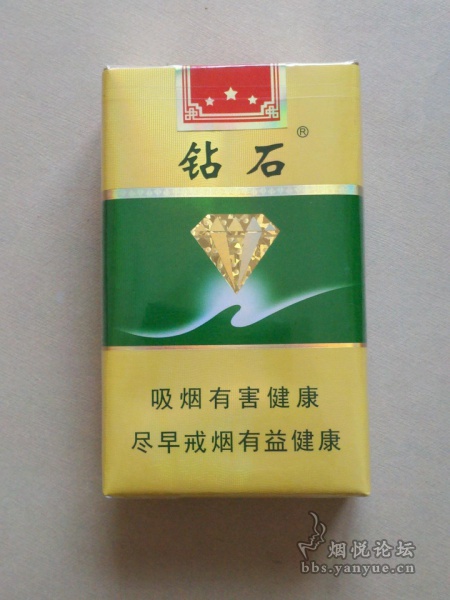 钻石®
吸烟有害健康
尽早戒烟有益健康
烟悦论坛
bbs.yanyue.cn